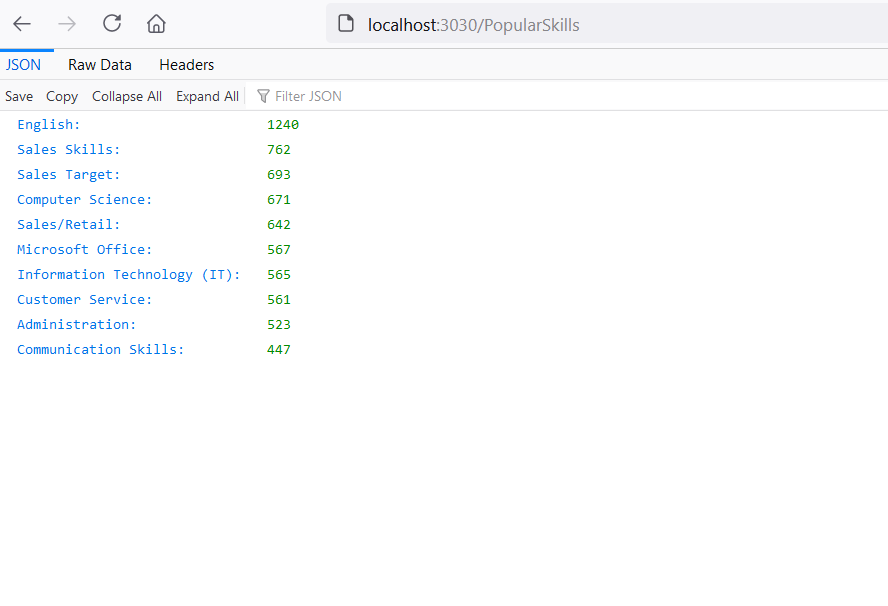 localhost:3030/PopularSkills
JSON Raw Data Headers
Save Copy Collapse All Expand All Filter JSON
English: 1240
Sales Skills: 762
Sales Target: 693
Computer Science: 671
Sales/Retail: 642
Microsoft Office: 567
Information Technology (IT): 565
Customer Service: 561
Administration: 523
Communication Skills: 447